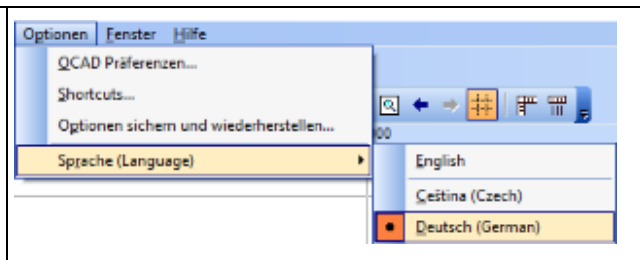 Optionen Fenster Hilfe
QCAD Präferenzen...
Shortcuts...
Optionen sichern und wiederherstellen...
Sprache (Language)
00
English
Čeština (Czech)
Deutsch (German)